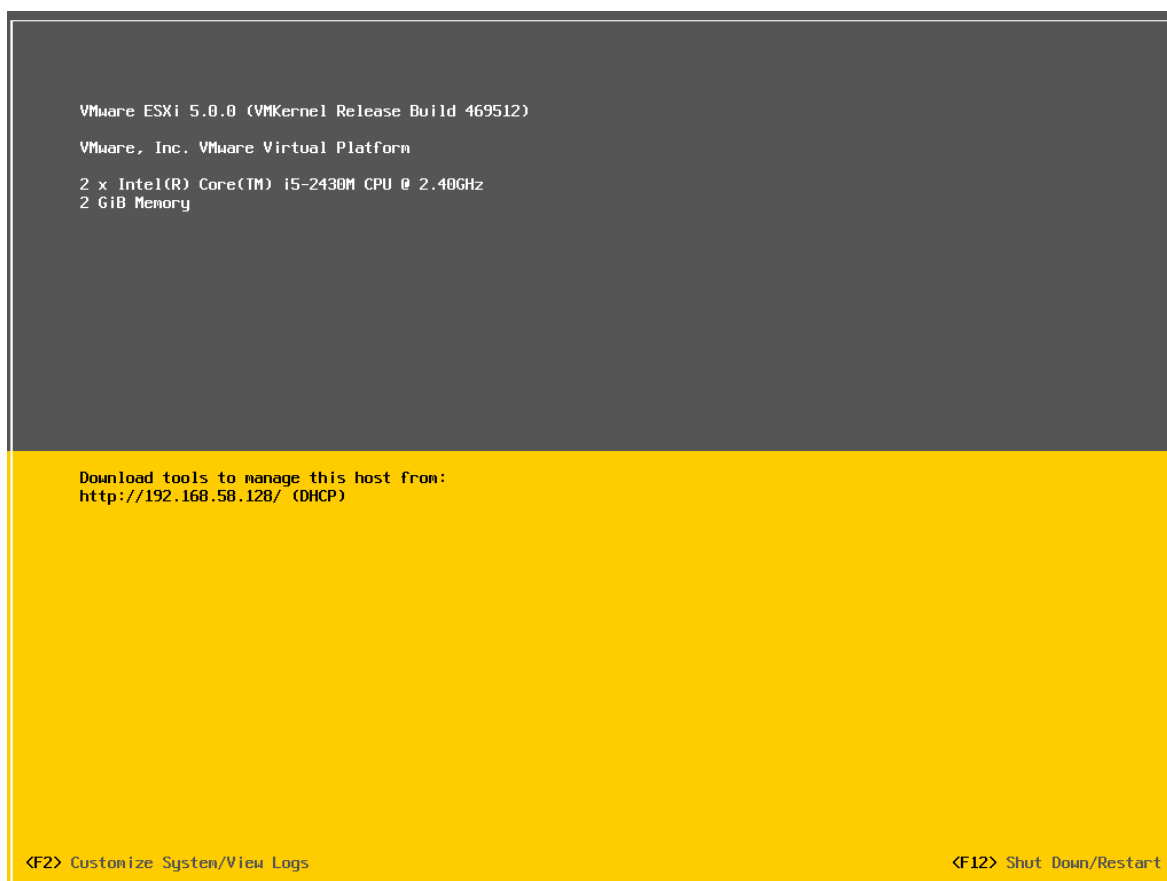 VMware ESXi 5.0.0 (VMKernel Release Build 469512)
VMware, Inc. VMware Virtual Platform
2 x Intel(R) Core(TM) i5-2430M CPU @ 2.40GHz
2 GiB Memory
Download tools to manage this host from:
http://192.168.58.128/ (DHCP)
<F2> Customize System/View Logs
<F12> Shut Down/Restart